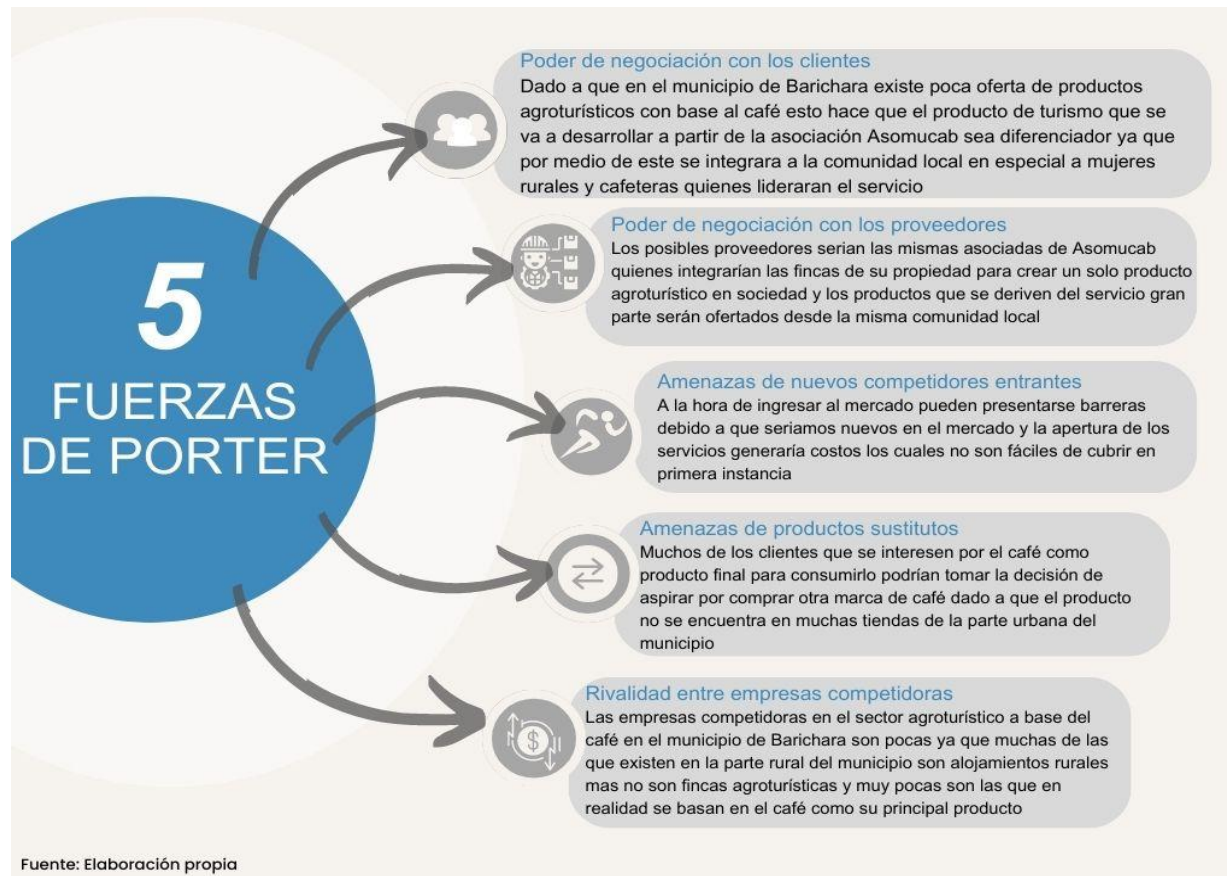 5
FUERZAS
DE PORTER
Poder de negociación con los clientes
Dado a que en el municipio de Barichara existe poca oferta de productos
agroturísticos con base al café esto hace que el producto de turismo que se
va a desarrollar a partir de la asociación Asomucab sea diferenciador ya que
por medio de este se integrara a la comunidad local en especial a mujeres
rurales y cafeteras quienes lideraran el servicio
Poder de negociación con los proveedores
Los posibles proveedores serian las mismas asociadas de Asomucab
quienes integrarían las fincas de su propiedad para crear un solo producto
agroturístico en sociedad y los productos que se deriven del servicio gran
parte serán ofertados desde la misma comunidad local
Amenazas de nuevos competidores entrantes
A la hora de ingresar al mercado pueden presentarse barreras
debido a que seriamos nuevos en el mercado y la apertura de los
servicios generaría costos los cuales no son fáciles de cubrir en
primera instancia
Amenazas de productos sustitutos
Muchos de los clientes que se interesen por el café como
producto final para consumirlo podrían tomar la decisión de
aspirar por comprar otra marca de café dado a que el producto
no se encuentra en muchas tiendas de la parte urbana del
municipio
$
Rivalidad entre empresas competidoras
Las empresas competidoras en el sector agroturístico a base del
café en el municipio de Barichara son pocas ya que muchas de las
que existen en la parte rural del municipio son alojamientos rurales
mas no son fincas agroturísticas y muy pocas son las que en
realidad se basan en el café como su principal producto
Fuente: Elaboración propia